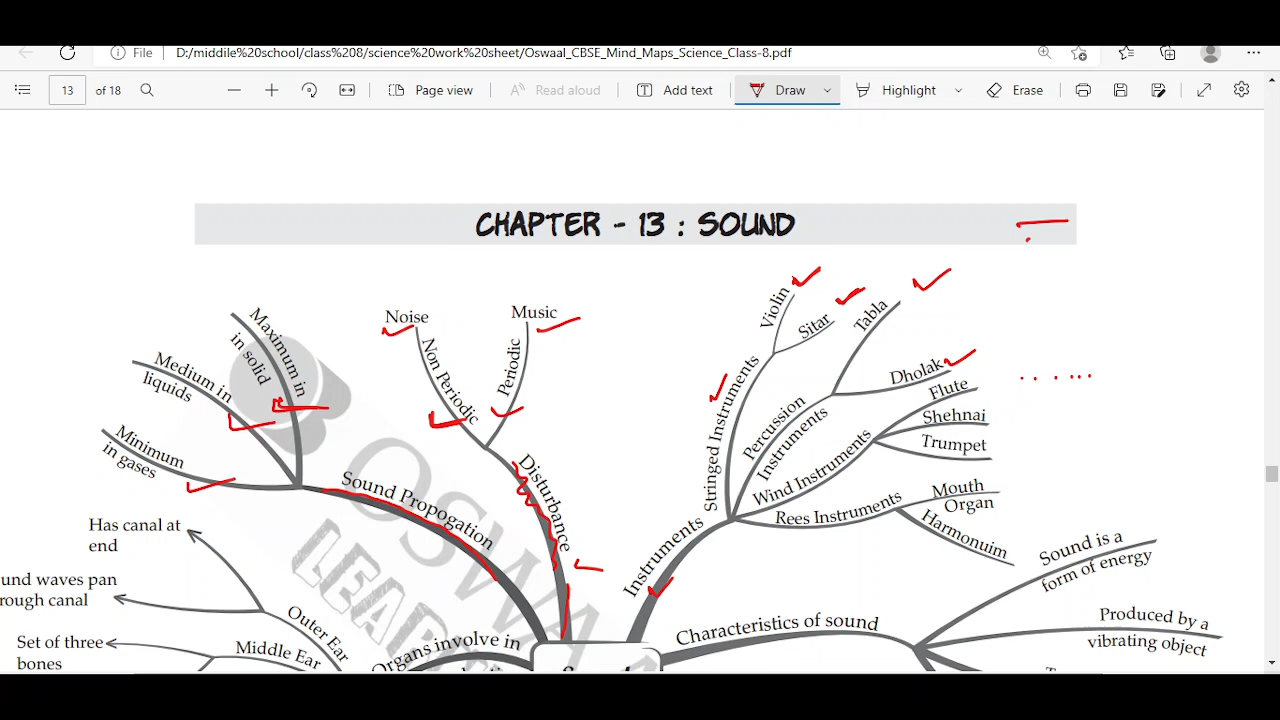 File
D:/middile%20school/class%208/science%20work%20sheet/Oswaal_CBSE_Mind_Maps_Science_Class-8.pdf
13
of 18
Page view
Read aloud
Add text
Draw
Highlight
Erase
CHAPTER - 13 : SOUND
Maximum in
in solid
Medium in
liquids
Minimum
in gases
Sound Propogation
Noise
Non Periodic
Music
Periodic
Disturbance
Violin
Sitar
Stringed Instruments
Tabla
Dholak
Percussion
Instruments
Flute
Shehnai
Trumpet
Wind Instruments
Mouth
Organ
Harmonuim
Rees Instruments
Instruments
Has canal at
end
und waves pan
rough canal
Outer Ear
Set of three
bones
Middle Ear
Organs involve in
Characteristics of sound
Sound is a
form of energy
Produced by a
vibrating object
OSWAA
LEAR